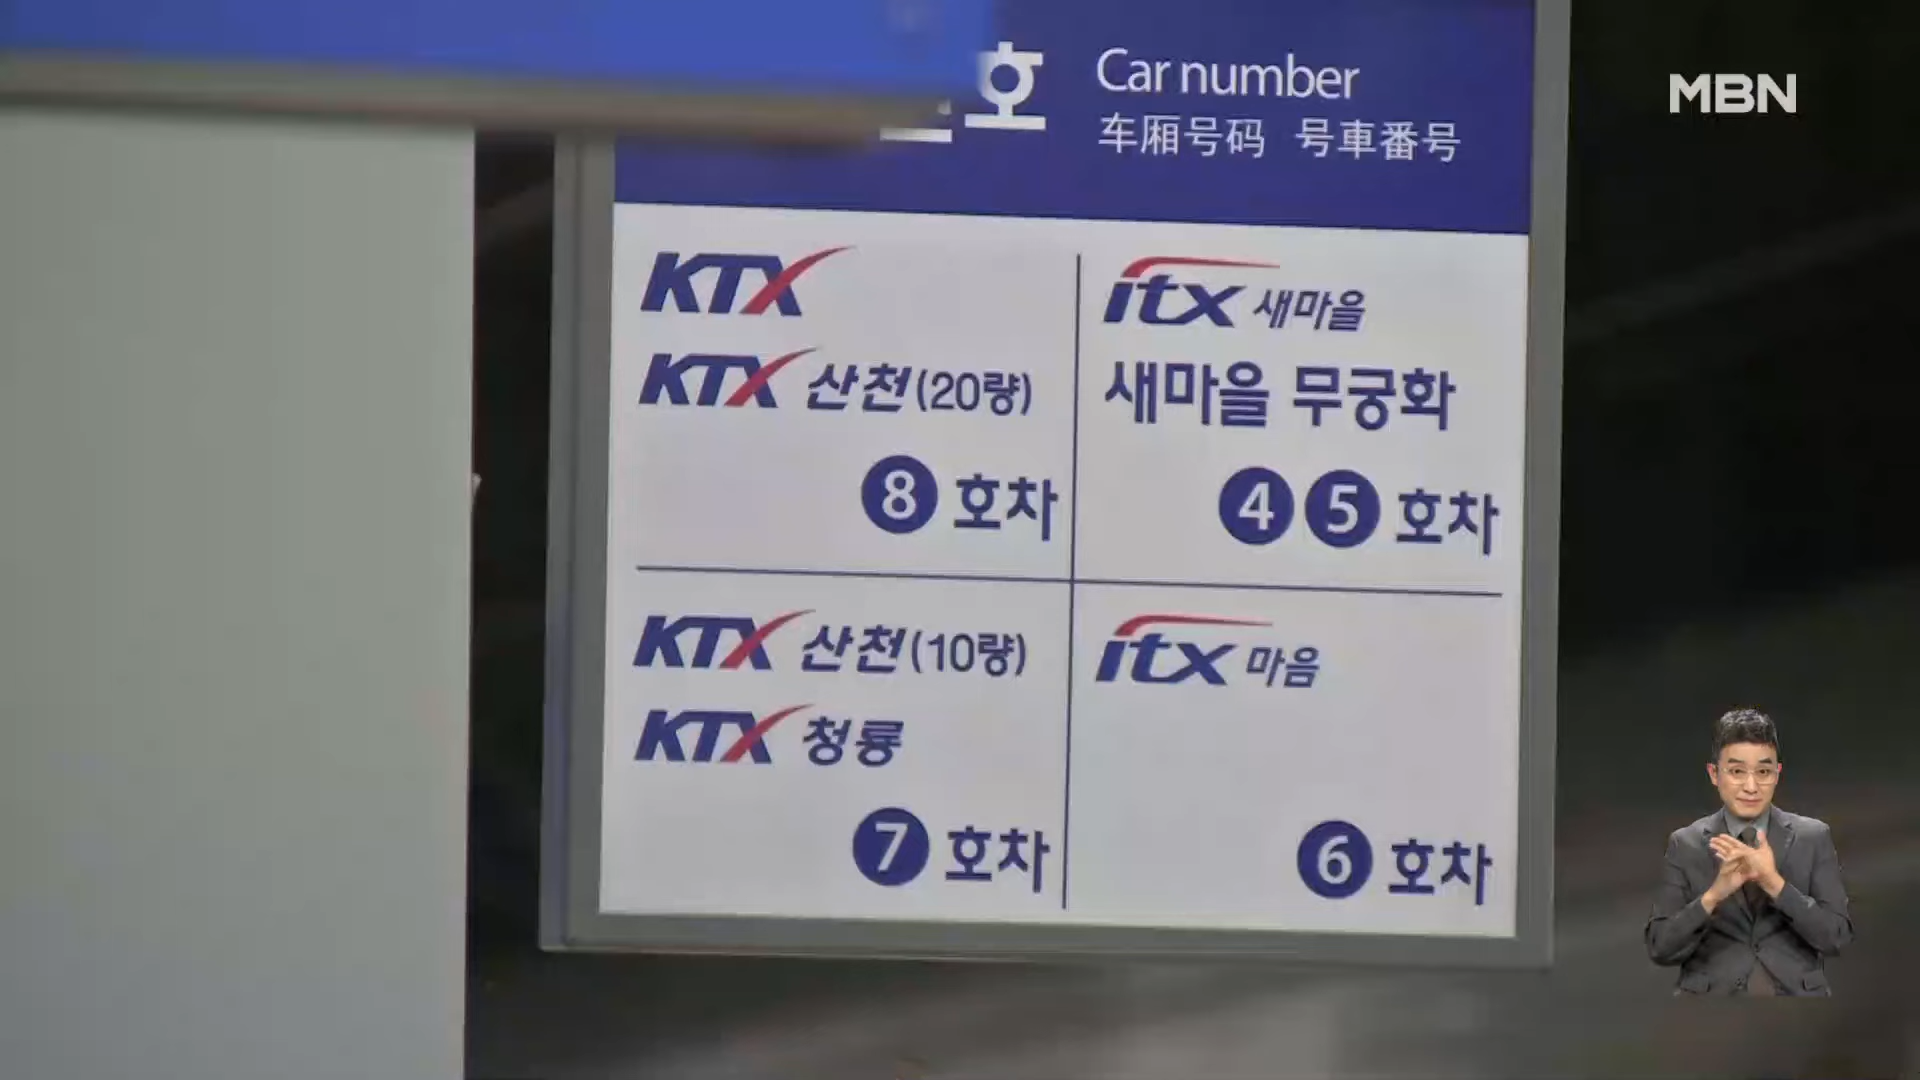 호 Car number
车厢号码 号車番号
MBN
KTX
KTX 산천(20량)
8 호차
itx 새마을
새마을 무궁화
4 5 호차
KTX 산천(10량)
KTX 청룡
7 호차
itx 마음
6 호차